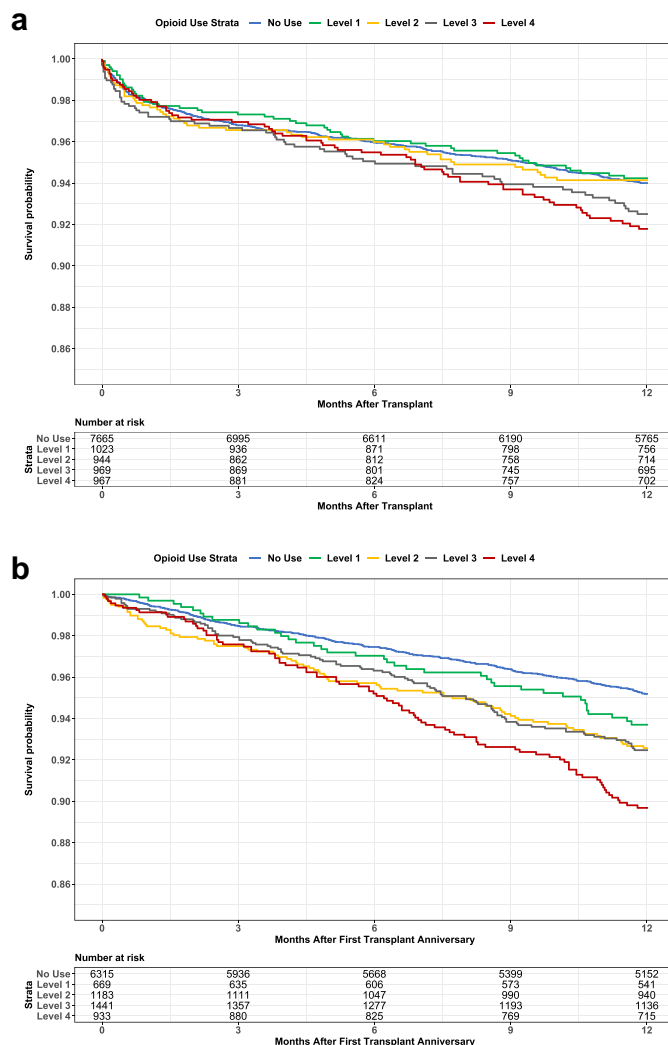 a
Opioid Use Strata No Use Level 1 Level 2 Level 3 Level 4
1.00
0.98
0.96
0.94
0.92
0.90
0.88
0.86
Survival probability
0 3 6 9 12
Months After Transplant
Number at risk
Strata
No Use 7665 6995 6611 6190 5765
Level 1 1023 936 871 798 756
Level 2 944 862 812 758 714
Level 3 969 869 801 745 695
Level 4 967 881 824 757 702
0 3 6 9 12
Months After Transplant
b
Opioid Use Strata No Use Level 1 Level 2 Level 3 Level 4
1.00
0.98
0.96
0.94
0.92
0.90
0.88
0.86
Survival probability
0 3 6 9 12
Months After First Transplant Anniversary
Number at risk
Strata
No Use 6315 5936 5668 5399 5152
Level 1 669 635 606 573 541
Level 2 1183 1111 1047 990 940
Level 3 1441 1357 1277 1193 1136
Level 4 933 880 825 769 715
0 3 6 9 12
Months After First Transplant Anniversary